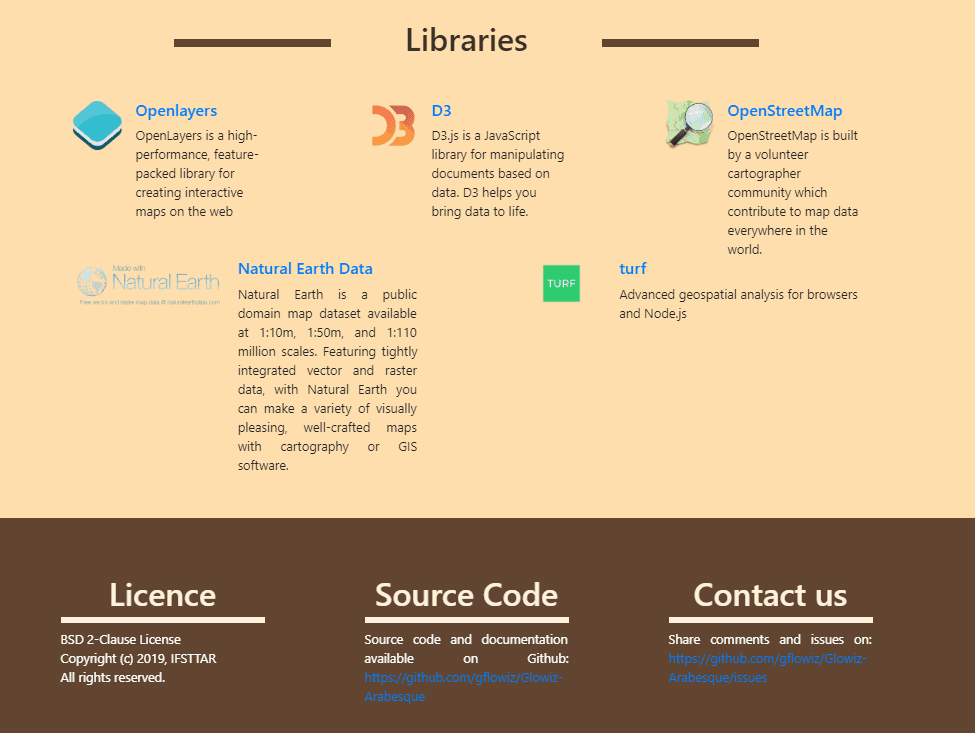 Libraries
Openlayers
OpenLayers is a high-
performance, feature-
packed library for
creating interactive
maps on the web
D3
D3.js is a JavaScript
library for manipulating
documents based on
data. D3 helps you
bring data to life.
OpenStreetMap
OpenStreetMap is built
by a volunteer
cartographer
community which
contribute to map data
everywhere in the
world.
Made with
Natural Earth
Free vector and raster map data @ naturalearthdata.com
Natural Earth Data
Natural Earth is a public
domain map dataset available
at 1:10m, 1:50m, and 1:110
million scales. Featuring tightly
integrated vector and raster
data, with Natural Earth you
can make a variety of visually
pleasing, well-crafted maps
with cartography or GIS
software.
TURF
turf
Advanced geospatial analysis for browsers
and Node.js
Licence
BSD 2-Clause License
Copyright (c) 2019, IFSTTAR
All rights reserved.
Source Code
Source code and documentation
available on Github:
https://github.com/gflowiz/Glowiz-
Arabesque
Contact us
Share comments and issues on:
https://github.com/gflowiz/Glowiz-
Arabesque/issues